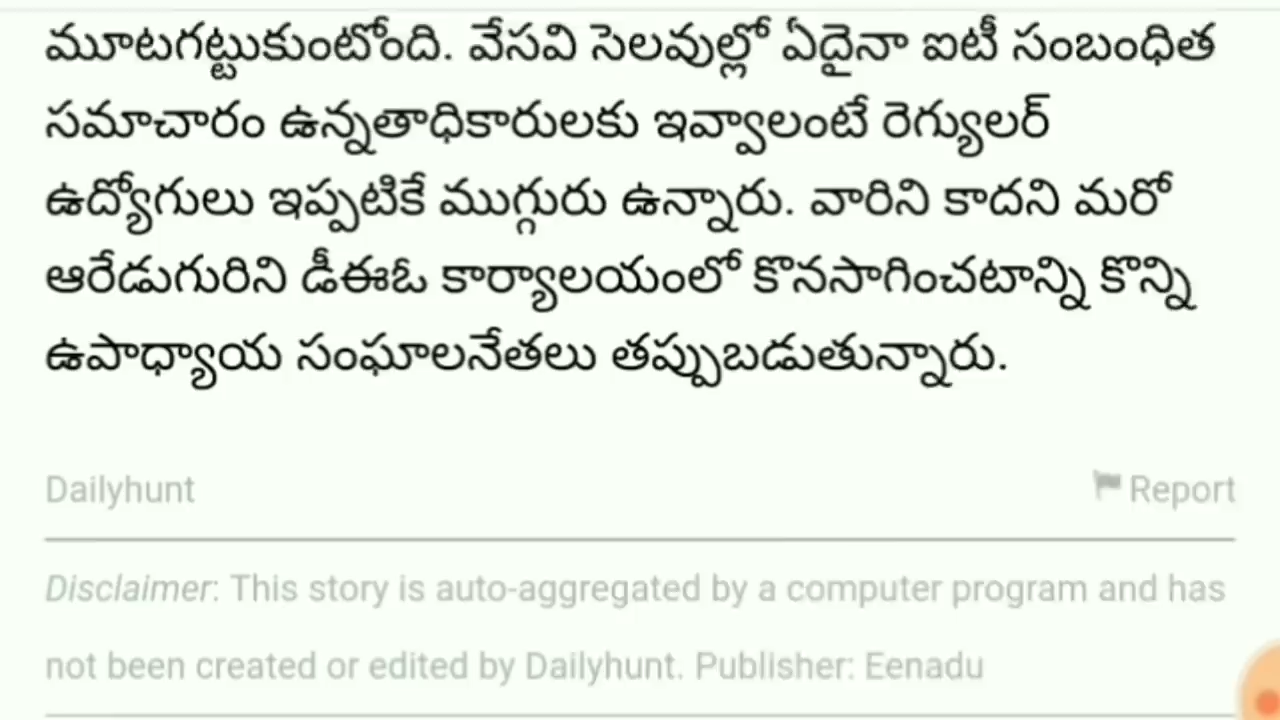 మూటగట్టుకుంటోంది. వేసవి సెలవుల్లో ఏదైనా ఐటీ సంబంధిత
సమాచారం ఉన్నతాధికారులకు ఇవ్వాలంటే రెగ్యులర్
ఉద్యోగులు ఇప్పటికే ముగ్గురు ఉన్నారు. వారిని కాదని మరో
ఆరేడుగురిని డీఈఓ కార్యాలయంలో కొనసాగించటాన్ని కొన్ని
ఉపాధ్యాయ సంఘాలనేతలు తప్పుబడుతున్నారు.
Dailyhunt Report
Disclaimer: This story is auto-aggregated by a computer program and has
not been created or edited by Dailyhunt. Publisher: Eenadu